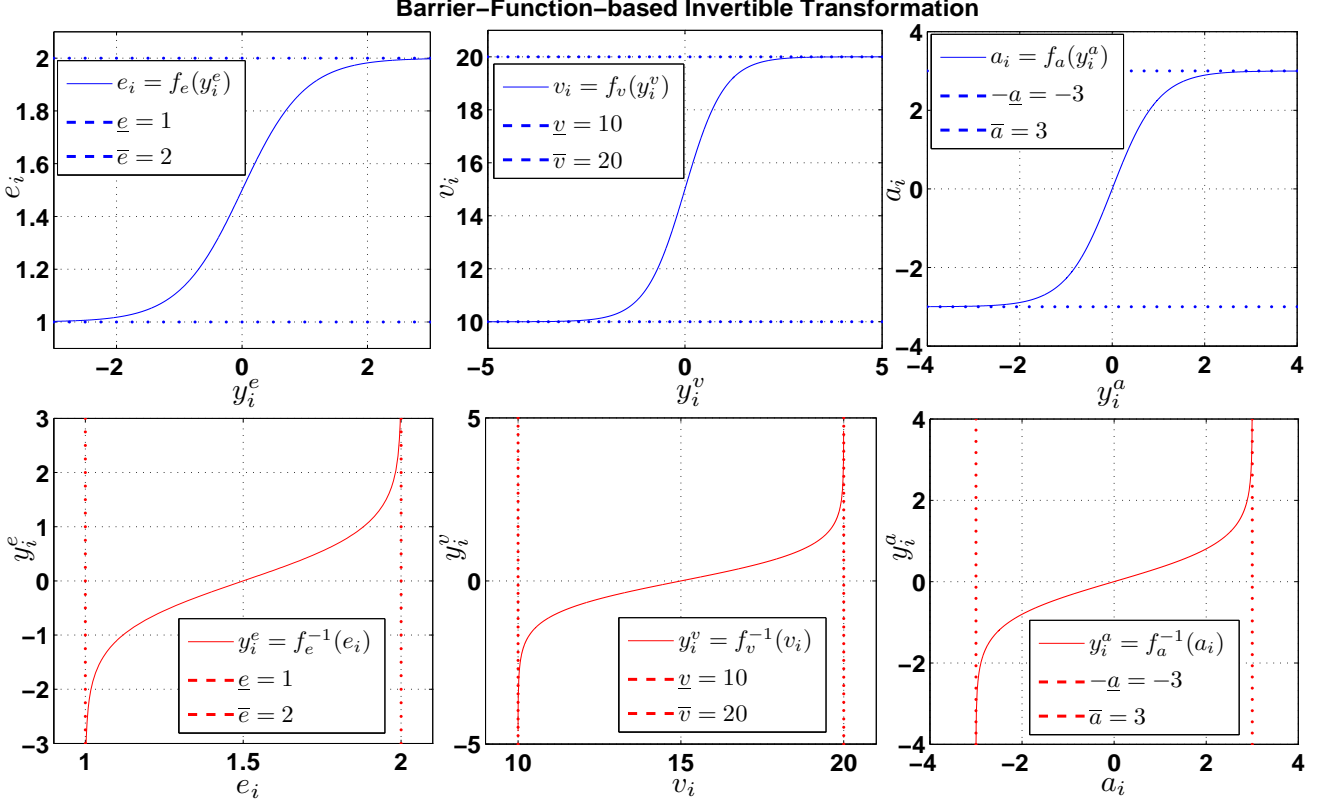 Barrier−Function−based Invertible Transformation
2
1.8
1.6
1.4
1.2
1
e_i
−2
0
2
y_i^e
e_i = f_e(y_i^e)
e̲ = 1
e̅ = 2
20
18
16
14
12
10
v_i
−5
0
5
y_i^v
v_i = f_v(y_i^v)
v̲ = 10
v̅ = 20
2
0
−2
−4
a_i
−4
−2
0
2
4
y_i^a
a_i = f_a(y_i^a)
−a̲ = −3
a̅ = 3
3
2
1
0
−1
−2
−3
y_i^e
1
1.5
2
e_i
y_i^e = f_e^{-1}(e_i)
e̲ = 1
e̅ = 2
5
0
−5
y_i^v
10
15
20
v_i
y_i^v = f_v^{-1}(v_i)
v̲ = 10
v̅ = 20
4
2
0
−2
−4
y_i^a
−4
−2
0
2
4
a_i
y_i^a = f_a^{-1}(a_i)
−a̲ = −3
a̅ = 3